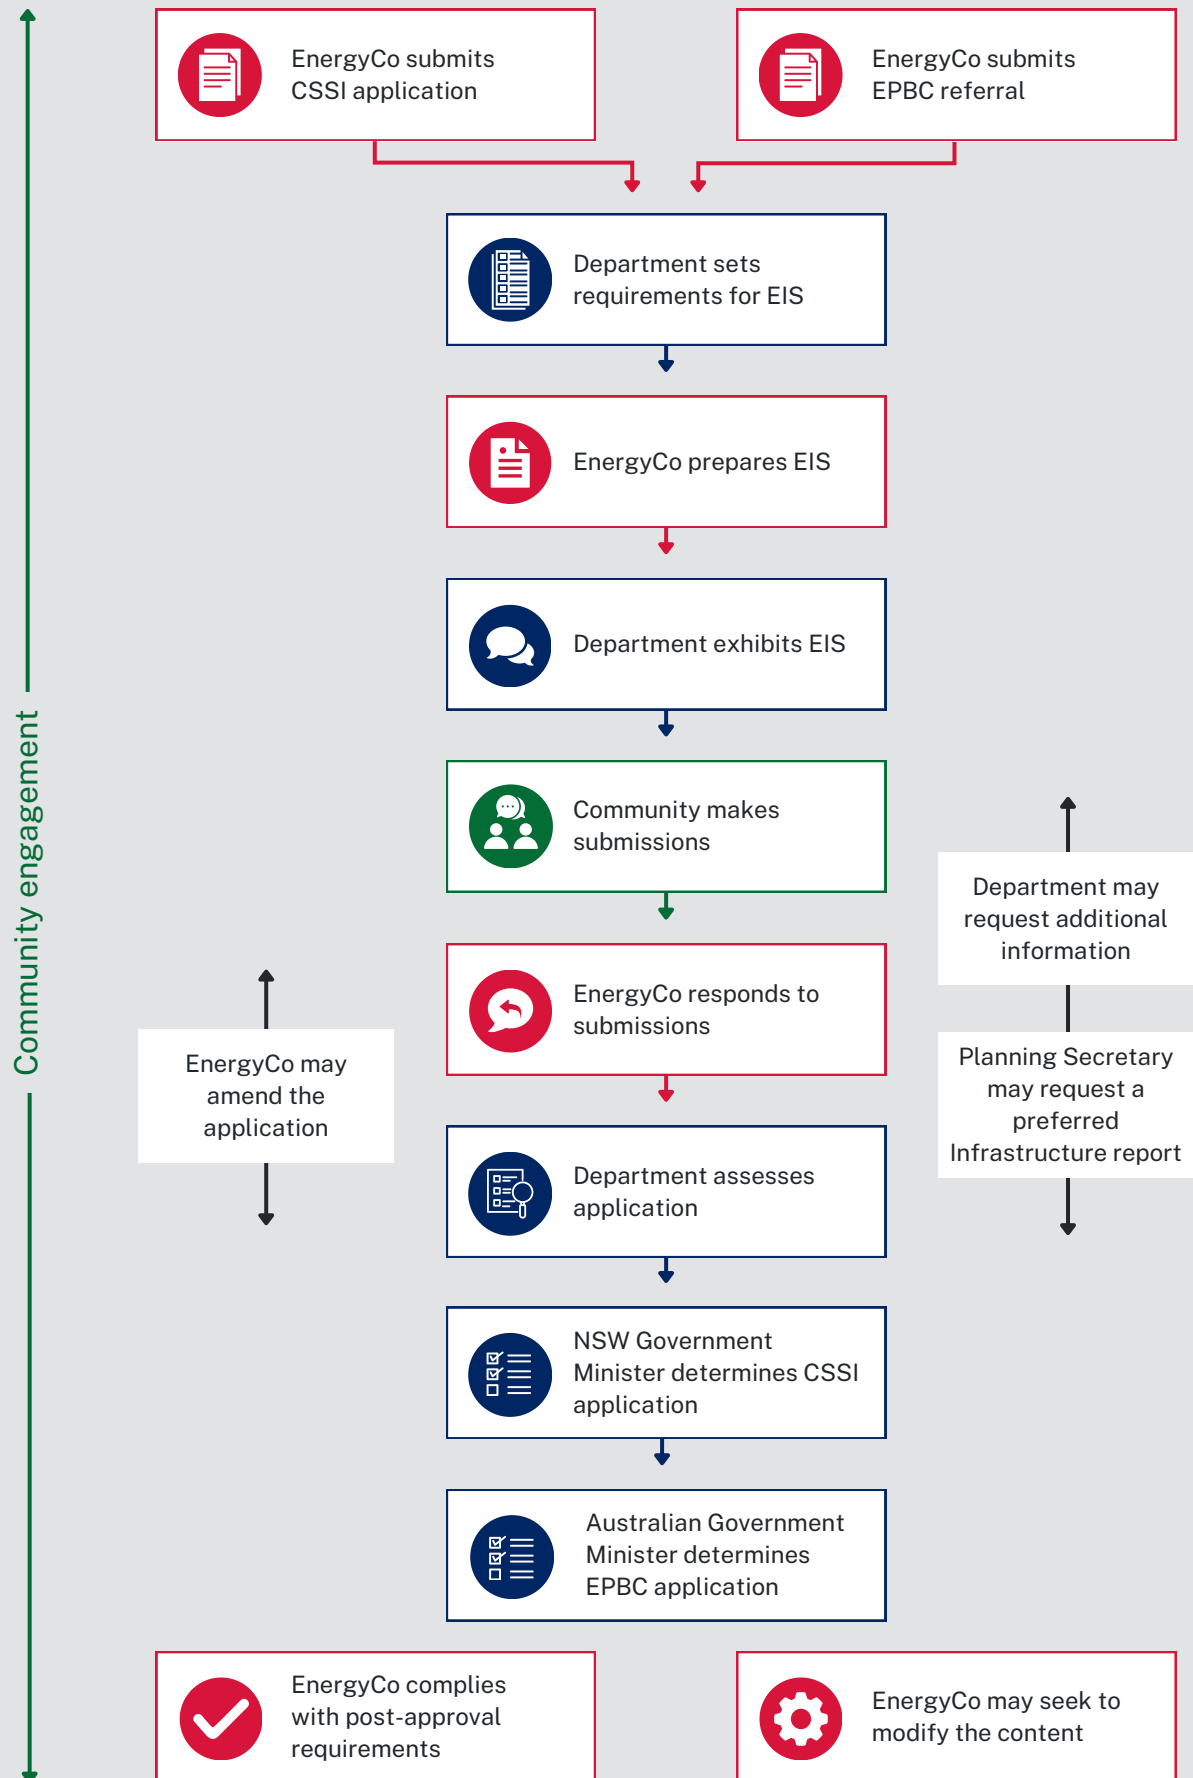 EnergyCo submits
CSSI application
EnergyCo submits
EPBC referral
Department sets
requirements for EIS
EnergyCo prepares EIS
Department exhibits EIS
Community engagement
Community makes
submissions
Department may
request additional
information
EnergyCo responds to
submissions
EnergyCo may
amend the
application
Planning Secretary
may request a
preferred
Infrastructure report
Department assesses
application
NSW Government
Minister determines CSSI
application
Australian Government
Minister determines
EPBC application
EnergyCo complies
with post-approval
requirements
EnergyCo may seek to
modify the content